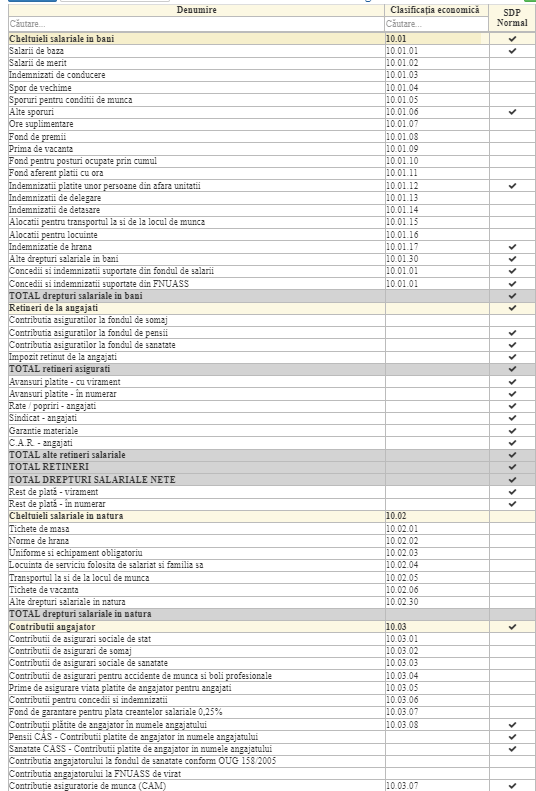 Denumire Clasificația economică SDP Normal
Căutare... Căutare...
Cheltuieli salariale in bani 10.01 ✔
Salarii de baza 10.01.01 ✔
Salarii de merit 10.01.02
Indemnizati de conducere 10.01.03
Spor de vechime 10.01.04
Sporuri pentru conditii de munca 10.01.05
Alte sporuri 10.01.06 ✔
Ore suplimentare 10.01.07
Fond de premii 10.01.08
Prima de vacanta 10.01.09
Fond pentru posturi ocupate prin cumul 10.01.10
Fond aferent platii cu ora 10.01.11
Indemnizatii platite unor persoane din afara unitatii 10.01.12 ✔
Indemnizatii de delegare 10.01.13
Indemnizatii de detasare 10.01.14
Alocatii pentru transportul la si de la locul de munca 10.01.15
Alocatii pentru locuinte 10.01.16
Indemnizatie de hrana 10.01.17 ✔
Alte drepturi salariale in bani 10.01.30 ✔
Concedii si indemnizatii suportate din fondul de salarii 10.01.01 ✔
Concedii si indemnizatii suportate din FNUASS 10.01.01 ✔
TOTAL drepturi salariale in bani ✔
Retineri de la angajati ✔
Contributia asiguratilor la fondul de somaj
Contributia asiguratilor la fondul de pensii ✔
Contributia asiguratilor la fondul de sanatate ✔
Impozit retinut de la angajati ✔
TOTAL retineri asigurati ✔
Avansuri platite - cu virament ✔
Avansuri platite - în numerar ✔
Rate / popriri - angajati ✔
Sindicat - angajati ✔
Garantie materiale ✔
C.A.R. - angajati ✔
TOTAL alte retineri salariale ✔
TOTAL RETINERI ✔
TOTAL DREPTURI SALARIALE NETE ✔
Rest de plată - virament ✔
Rest de plată - în numerar ✔
Cheltuieli salariale in natura 10.02
Tichete de masa 10.02.01
Norme de hrana 10.02.02
Uniforme si echipament obligatoriu 10.02.03
Locuinta de serviciu folosita de salariat si familia sa 10.02.04
Transportul la si de la locul de munca 10.02.05
Tichete de vacanta 10.02.06
Alte drepturi salariale in natura 10.02.30
TOTAL drepturi salariale in natura
Contributii angajator 10.03 ✔
Contributii de asigurari sociale de stat 10.03.01
Contributii de asigurari de somaj 10.03.02
Contributii de asigurari sociale de sanatate 10.03.03
Contributii de asigurari pentru accidente de munca si boli profesionale 10.03.04
Prime de asigurare viata platite de angajator pentru angajati 10.03.05
Contributii pentru concedii si indemnizatii 10.03.06
Fond de garantare pentru plata creantelor salariale 0,25% 10.03.07
Contribuții plătite de angajator în numele angajatului 10.03.08 ✔
Pensii CAS - Contributii platite de angajator in numele angajatului ✔
Sanatate CASS - Contributii platite de angajator in numele angajatului ✔
Contributia angajatorului la fondul de sanatate conform OUG 158/2005
Contributia angajatorului la FNUASS de virat
Contributie asiguratorie de munca (CAM) 10.03.07 ✔